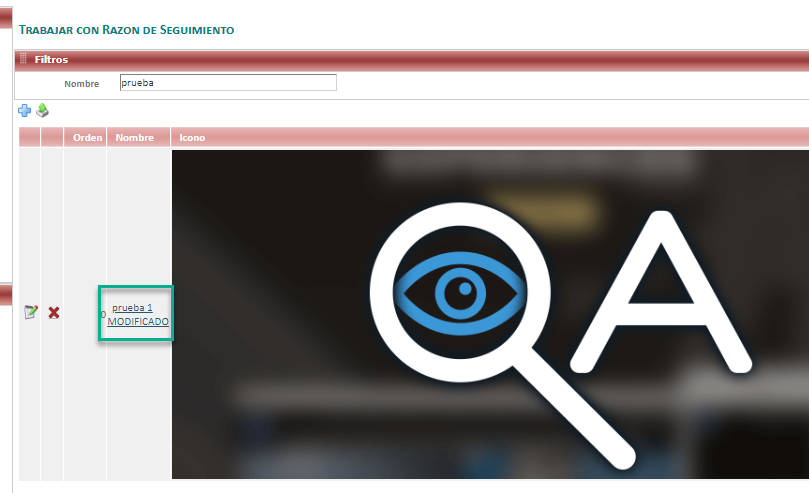 TRABAJAR CON RAZON DE SEGUIMIENTO
Filtros
Nombre prueba
Orden Nombre Icono
0 prueba 1
MODIFICADO
QA